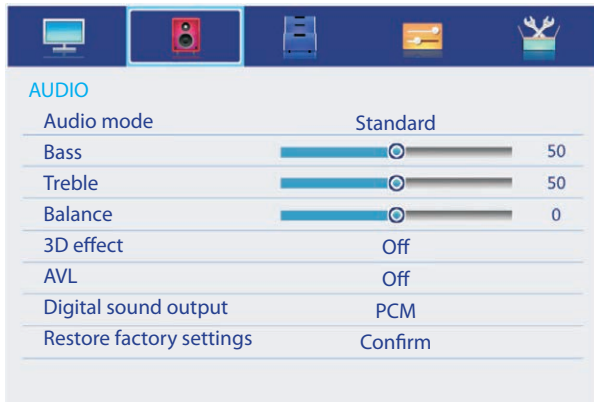 AUDIO
Audio mode Standard
Bass 50
Treble 50
Balance 0
3D effect Off
AVL Off
Digital sound output PCM
Restore factory settings Confirm